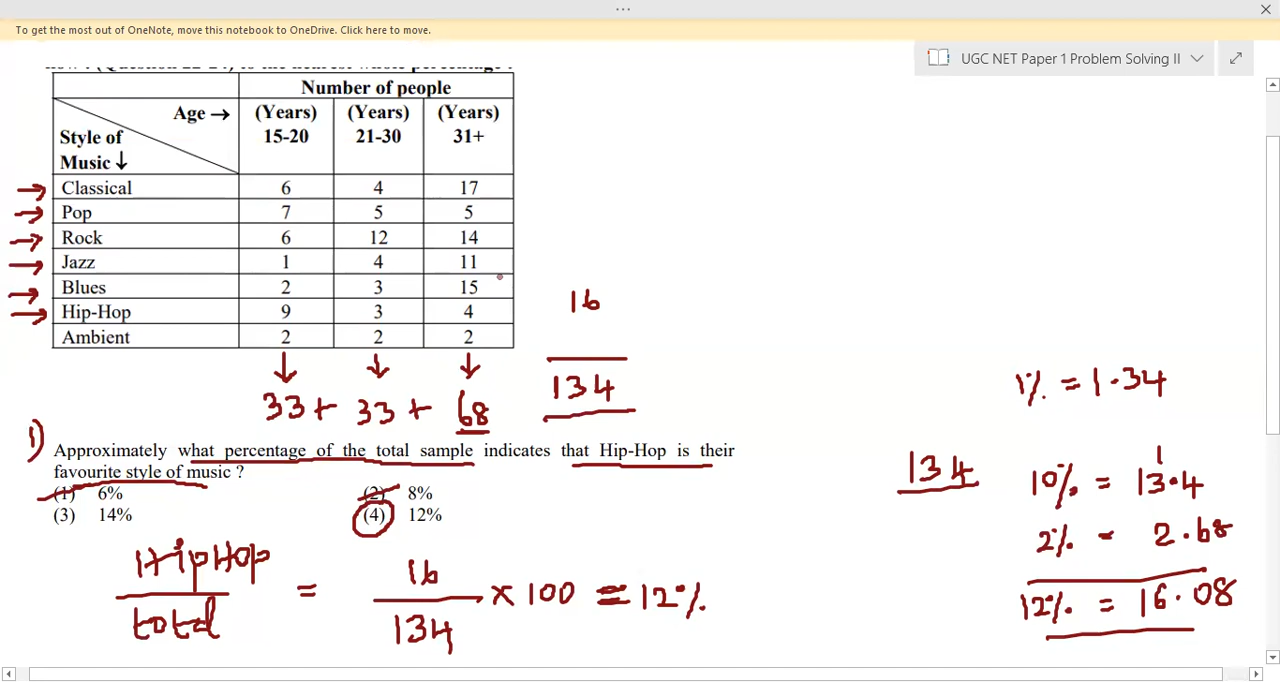 To get the most out of OneNote, move this notebook to OneDrive. Click here to move.
UGC NET Paper 1 Problem Solving II
Number of people
Age → (Years) (Years) (Years)
Style of Music ↓ 15-20 21-30 31+
Classical 6 4 17
Pop 7 5 5
Rock 6 12 14
Jazz 1 4 11
Blues 2 3 15
Hip-Hop 9 3 4
Ambient 2 2 2
33 + 33 + 68
16
134
1% = 1.34
1)
Approximately what percentage of the total sample indicates that Hip-Hop is their
favourite style of music ?
(1) 6% (2) 8%
(3) 14% (4) 12%
134
10% = 13.4
2% = 2.68
12% = 16.08
HipHop
total
=
16
134
× 100 = 12%